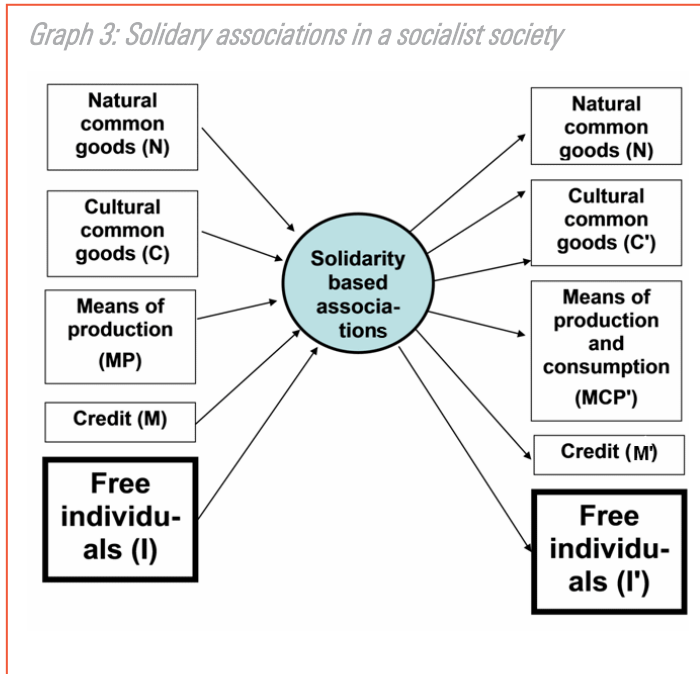 Graph 3: Solidary associations in a socialist society
Natural
common
goods (N)
Cultural
common
goods (C)
Means of
production
(MP)
Credit (M)
Free
individu-
als (I)
Solidarity
based
associa-
tions
Natural
common
goods (N)
Cultural
common
goods (C')
Means of
production
and
consumption
(MCP')
Credit (M')
Free
individu-
als (I')